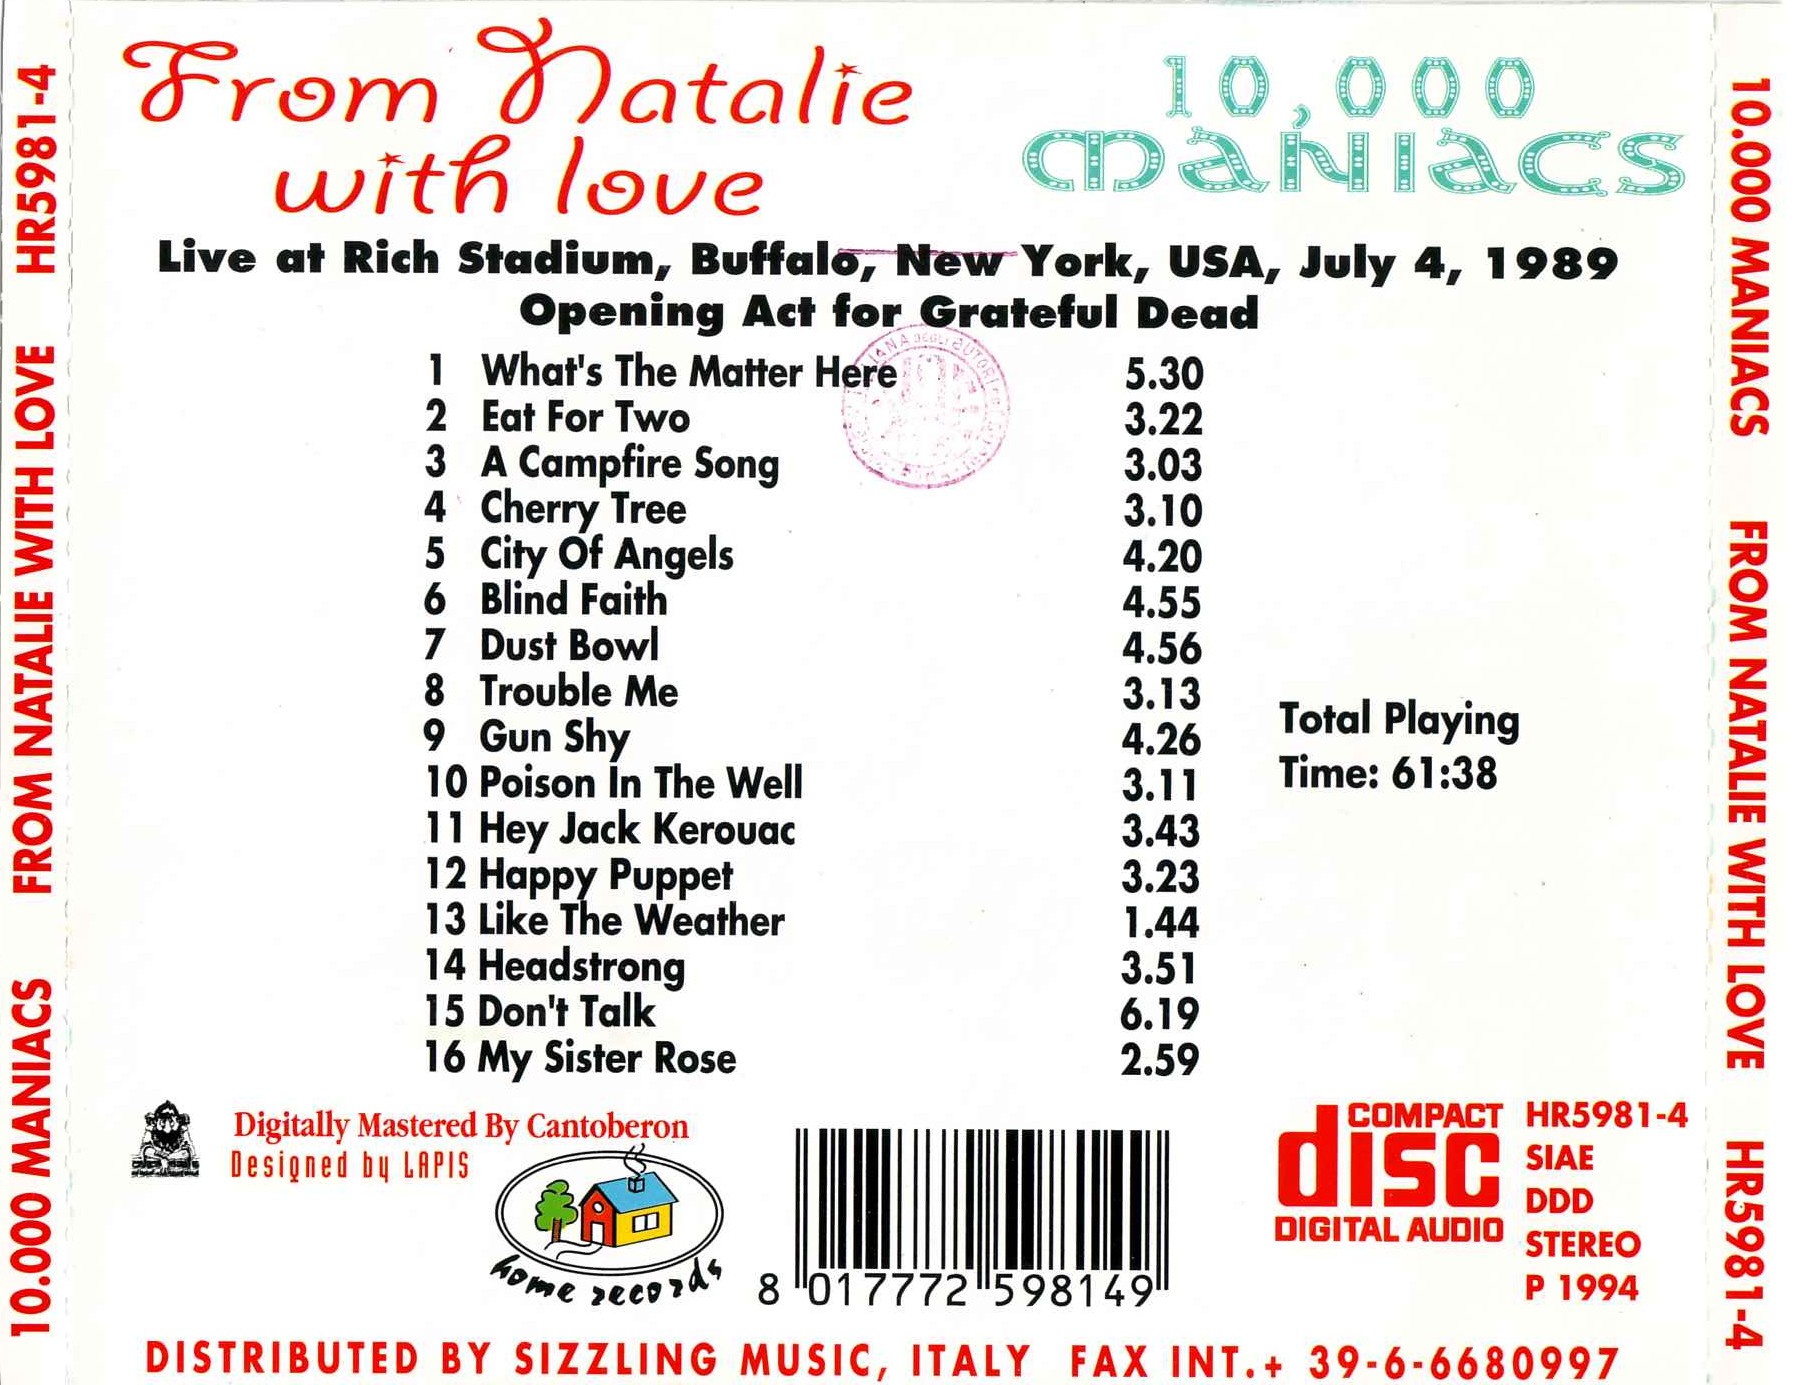 From Natalie
with love
10,000
MANIACS
Live at Rich Stadium, Buffalo, New York, USA, July 4, 1989
Opening Act for Grateful Dead
1 What's The Matter Here 5.30
2 Eat For Two 3.22
3 A Campfire Song 3.03
4 Cherry Tree 3.10
5 City Of Angels 4.20
6 Blind Faith 4.55
7 Dust Bowl 4.56
8 Trouble Me 3.13
9 Gun Shy 4.26
10 Poison In The Well 3.11
11 Hey Jack Kerouac 3.43
12 Happy Puppet 3.23
13 Like The Weather 1.44
14 Headstrong 3.51
15 Don't Talk 6.19
16 My Sister Rose 2.59
Total Playing
Time: 61:38
Digitally Mastered By Cantoberon
Designed by LAPIS
home records
8 017772 598149
COMPACT
disc
DIGITAL AUDIO
HR5981-4
SIAE
DDD
STEREO
P 1994
DISTRIBUTED BY SIZZLING MUSIC, ITALY FAX INT.+ 39-6-6680997
10.000 MANIACS FROM NATALIE WITH LOVE HR5981-4
10.000 MANIACS FROM NATALIE WITH LOVE HR5981-4